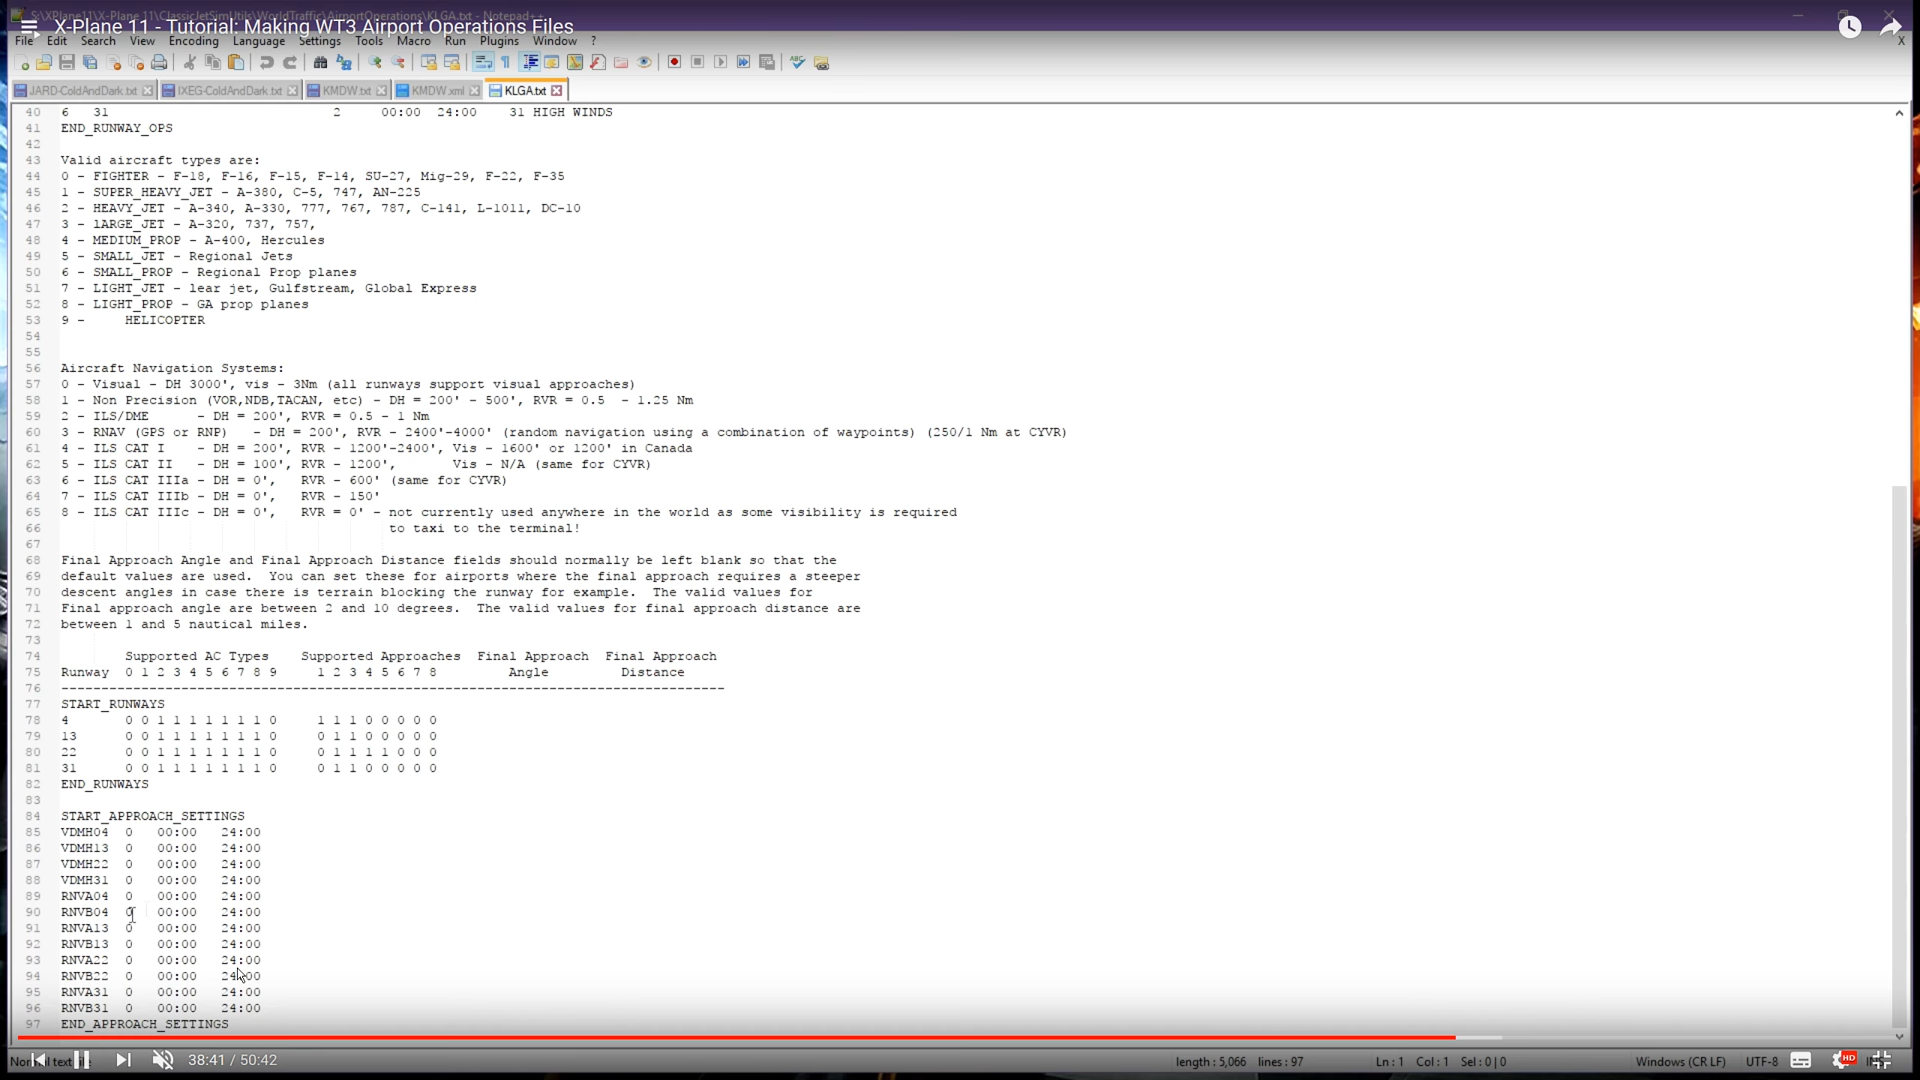 S:\XPlane11\X-Plane 11\ClassicJetSimUtils\WorldTraffic\AirportOperations\KLGA.txt - Notepad++
X-Plane 11 - Tutorial: Making WT3 Airport Operations Files
File Edit Search View Encoding Language Settings Tools Macro Run Plugins Window ? X
JARD-ColdAndDark.txt IXEG-ColdAndDark.txt KMDW.txt KMDW.xml KLGA.txt
40 6 31 2 00:00 24:00 31 HIGH WINDS
41 END_RUNWAY_OPS
42
43 Valid aircraft types are:
44 0 - FIGHTER - F-18, F-16, F-15, F-14, SU-27, Mig-29, F-22, F-35
45 1 - SUPER_HEAVY_JET - A-380, C-5, 747, AN-225
46 2 - HEAVY_JET - A-340, A-330, 777, 767, 787, C-141, L-1011, DC-10
47 3 - lARGE_JET - A-320, 737, 757,
48 4 - MEDIUM_PROP - A-400, Hercules
49 5 - SMALL_JET - Regional Jets
50 6 - SMALL_PROP - Regional Prop planes
51 7 - LIGHT_JET - lear jet, Gulfstream, Global Express
52 8 - LIGHT_PROP - GA prop planes
53 9 - HELICOPTER
54
55
56 Aircraft Navigation Systems:
57 0 - Visual - DH 3000', vis - 3Nm (all runways support visual approaches)
58 1 - Non Precision (VOR,NDB,TACAN, etc) - DH = 200' - 500', RVR = 0.5 - 1.25 Nm
59 2 - ILS/DME - DH = 200', RVR = 0.5 - 1 Nm
60 3 - RNAV (GPS or RNP) - DH = 200', RVR - 2400'-4000' (random navigation using a combination of waypoints) (250/1 Nm at CYVR)
61 4 - ILS CAT I - DH = 200', RVR - 1200'-2400', Vis - 1600' or 1200' in Canada
62 5 - ILS CAT II - DH = 100', RVR - 1200', Vis - N/A (same for CYVR)
63 6 - ILS CAT IIIa - DH = 0', RVR - 600' (same for CYVR)
64 7 - ILS CAT IIIb - DH = 0', RVR - 150'
65 8 - ILS CAT IIIc - DH = 0', RVR = 0' - not currently used anywhere in the world as some visibility is required
66 to taxi to the terminal!
67
68 Final Approach Angle and Final Approach Distance fields should normally be left blank so that the
69 default values are used. You can set these for airports where the final approach requires a steeper
70 descent angles in case there is terrain blocking the runway for example. The valid values for
71 Final approach angle are between 2 and 10 degrees. The valid values for final approach distance are
72 between 1 and 5 nautical miles.
73
74 Supported AC Types Supported Approaches Final Approach Final Approach
75 Runway 0 1 2 3 4 5 6 7 8 9 1 2 3 4 5 6 7 8 Angle Distance
76 -----------------------------------------------------------------------------------
77 START_RUNWAYS
78 4 0 0 1 1 1 1 1 1 1 0 1 1 1 0 0 0 0 0
79 13 0 0 1 1 1 1 1 1 1 0 0 1 1 0 0 0 0 0
80 22 0 0 1 1 1 1 1 1 1 0 0 1 1 1 1 0 0 0
81 31 0 0 1 1 1 1 1 1 1 0 0 1 1 0 0 0 0 0
82 END_RUNWAYS
83
84 START_APPROACH_SETTINGS
85 VDMH04 0 00:00 24:00
86 VDMH13 0 00:00 24:00
87 VDMH22 0 00:00 24:00
88 VDMH31 0 00:00 24:00
89 RNVA04 0 00:00 24:00
90 RNVB04 0 00:00 24:00
91 RNVA13 0 00:00 24:00
92 RNVB13 0 00:00 24:00
93 RNVA22 0 00:00 24:00
94 RNVB22 0 00:00 24:00
95 RNVA31 0 00:00 24:00
96 RNVB31 0 00:00 24:00
97 END_APPROACH_SETTINGS
38:41 / 50:42
Normal text length : 5,066 lines : 97 Ln : 1 Col : 1 Sel : 0 | 0 Windows (CR LF) UTF-8 HD